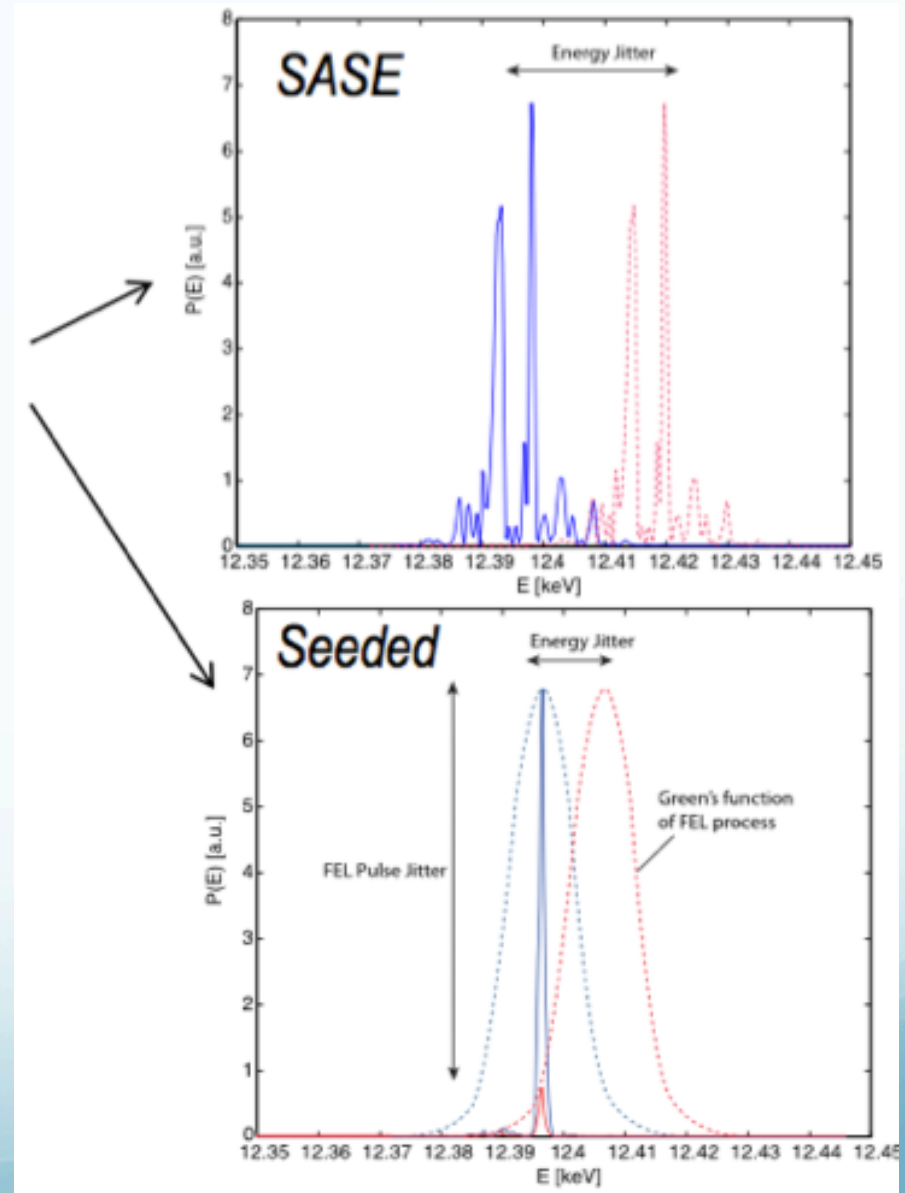 SASE
Energy Jitter
P(E) [a.u.]
8
7
6
5
4
3
2
1
0
12.35 12.36 12.37 12.38 12.39 12.4 12.41 12.42 12.43 12.44 12.45
E [keV]
Seeded
Energy Jitter
FEL Pulse Jitter
Green's function
of FEL process
P(E) [a.u.]
8
7
6
5
4
3
2
1
0
12.35 12.36 12.37 12.38 12.39 12.4 12.41 12.42 12.43 12.44 12.45
E [keV]